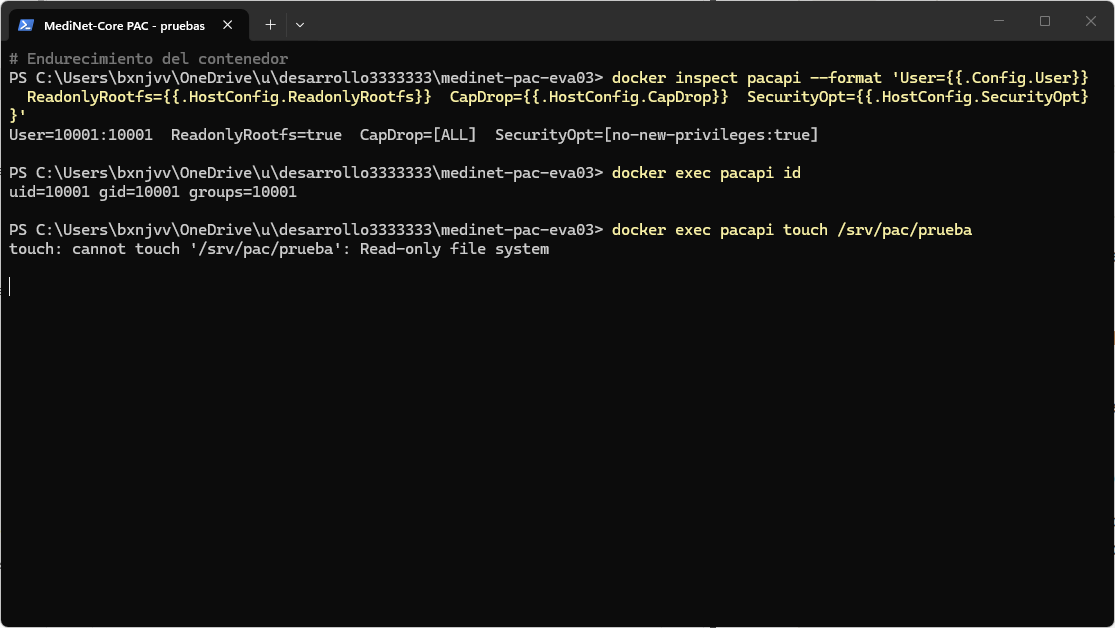 MediNet-Core PAC - pruebas
# Endurecimiento del contenedor
PS C:\Users\bxnjvv\OneDrive\u\desarrollo3333333\medinet-pac-eva03> docker inspect pacapi --format 'User={{.Config.User}}
  ReadonlyRootfs={{.HostConfig.ReadonlyRootfs}}  CapDrop={{.HostConfig.CapDrop}}  SecurityOpt={{.HostConfig.SecurityOpt}
}'
User=10001:10001  ReadonlyRootfs=true  CapDrop=[ALL]  SecurityOpt=[no-new-privileges:true]
PS C:\Users\bxnjvv\OneDrive\u\desarrollo3333333\medinet-pac-eva03> docker exec pacapi id
uid=10001 gid=10001 groups=10001
PS C:\Users\bxnjvv\OneDrive\u\desarrollo3333333\medinet-pac-eva03> docker exec pacapi touch /srv/pac/prueba
touch: cannot touch '/srv/pac/prueba': Read-only file system